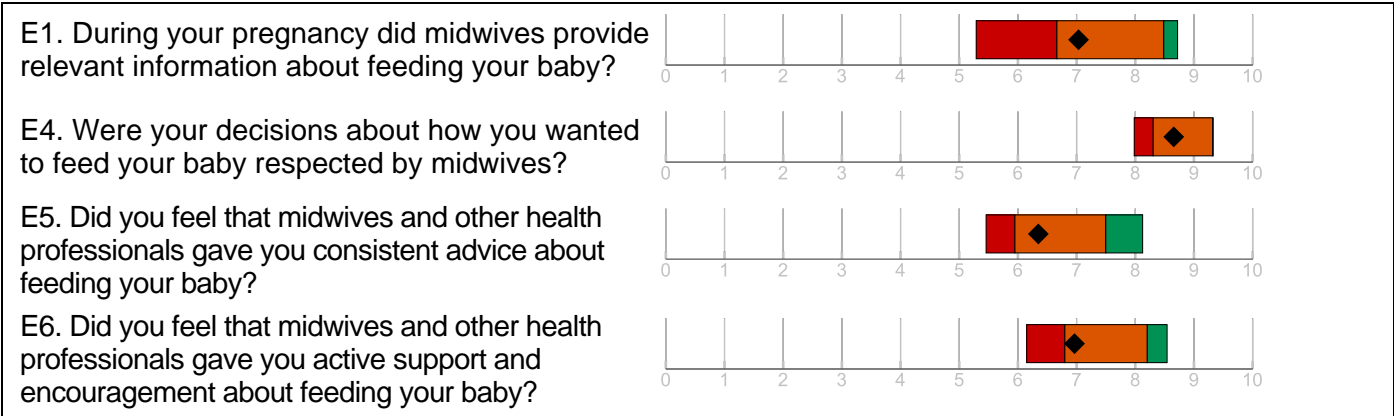 E1. During your pregnancy did midwives provide
relevant information about feeding your baby?
0 1 2 3 4 5 6 7 8 9 10
E4. Were your decisions about how you wanted
to feed your baby respected by midwives?
0 1 2 3 4 5 6 7 8 9 10
E5. Did you feel that midwives and other health
professionals gave you consistent advice about
feeding your baby?
0 1 2 3 4 5 6 7 8 9 10
E6. Did you feel that midwives and other health
professionals gave you active support and
encouragement about feeding your baby?
0 1 2 3 4 5 6 7 8 9 10